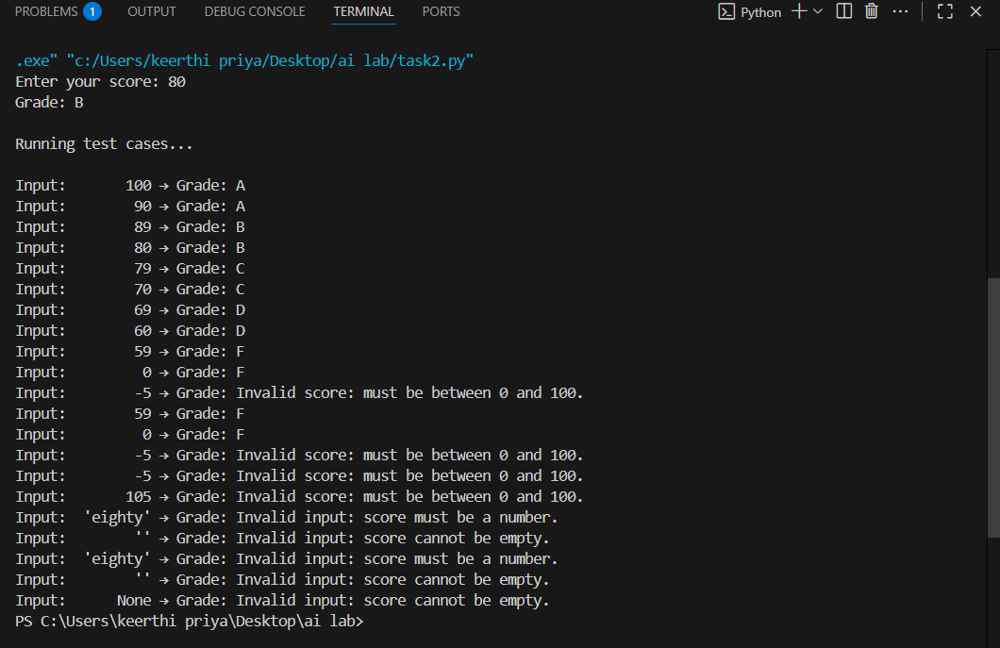 PROBLEMS 1 OUTPUT DEBUG CONSOLE TERMINAL PORTS Python
.exe" "c:/Users/keerthi priya/Desktop/ai lab/task2.py"
Enter your score: 80
Grade: B
Running test cases...
Input:       100 → Grade: A
Input:        90 → Grade: A
Input:        89 → Grade: B
Input:        80 → Grade: B
Input:        79 → Grade: C
Input:        70 → Grade: C
Input:        69 → Grade: D
Input:        60 → Grade: D
Input:        59 → Grade: F
Input:         0 → Grade: F
Input:        -5 → Grade: Invalid score: must be between 0 and 100.
Input:        59 → Grade: F
Input:         0 → Grade: F
Input:        -5 → Grade: Invalid score: must be between 0 and 100.
Input:        -5 → Grade: Invalid score: must be between 0 and 100.
Input:       105 → Grade: Invalid score: must be between 0 and 100.
Input:  'eighty' → Grade: Invalid input: score must be a number.
Input:        '' → Grade: Invalid input: score cannot be empty.
Input:  'eighty' → Grade: Invalid input: score must be a number.
Input:        '' → Grade: Invalid input: score cannot be empty.
Input:      None → Grade: Invalid input: score cannot be empty.
PS C:\Users\keerthi priya\Desktop\ai lab>